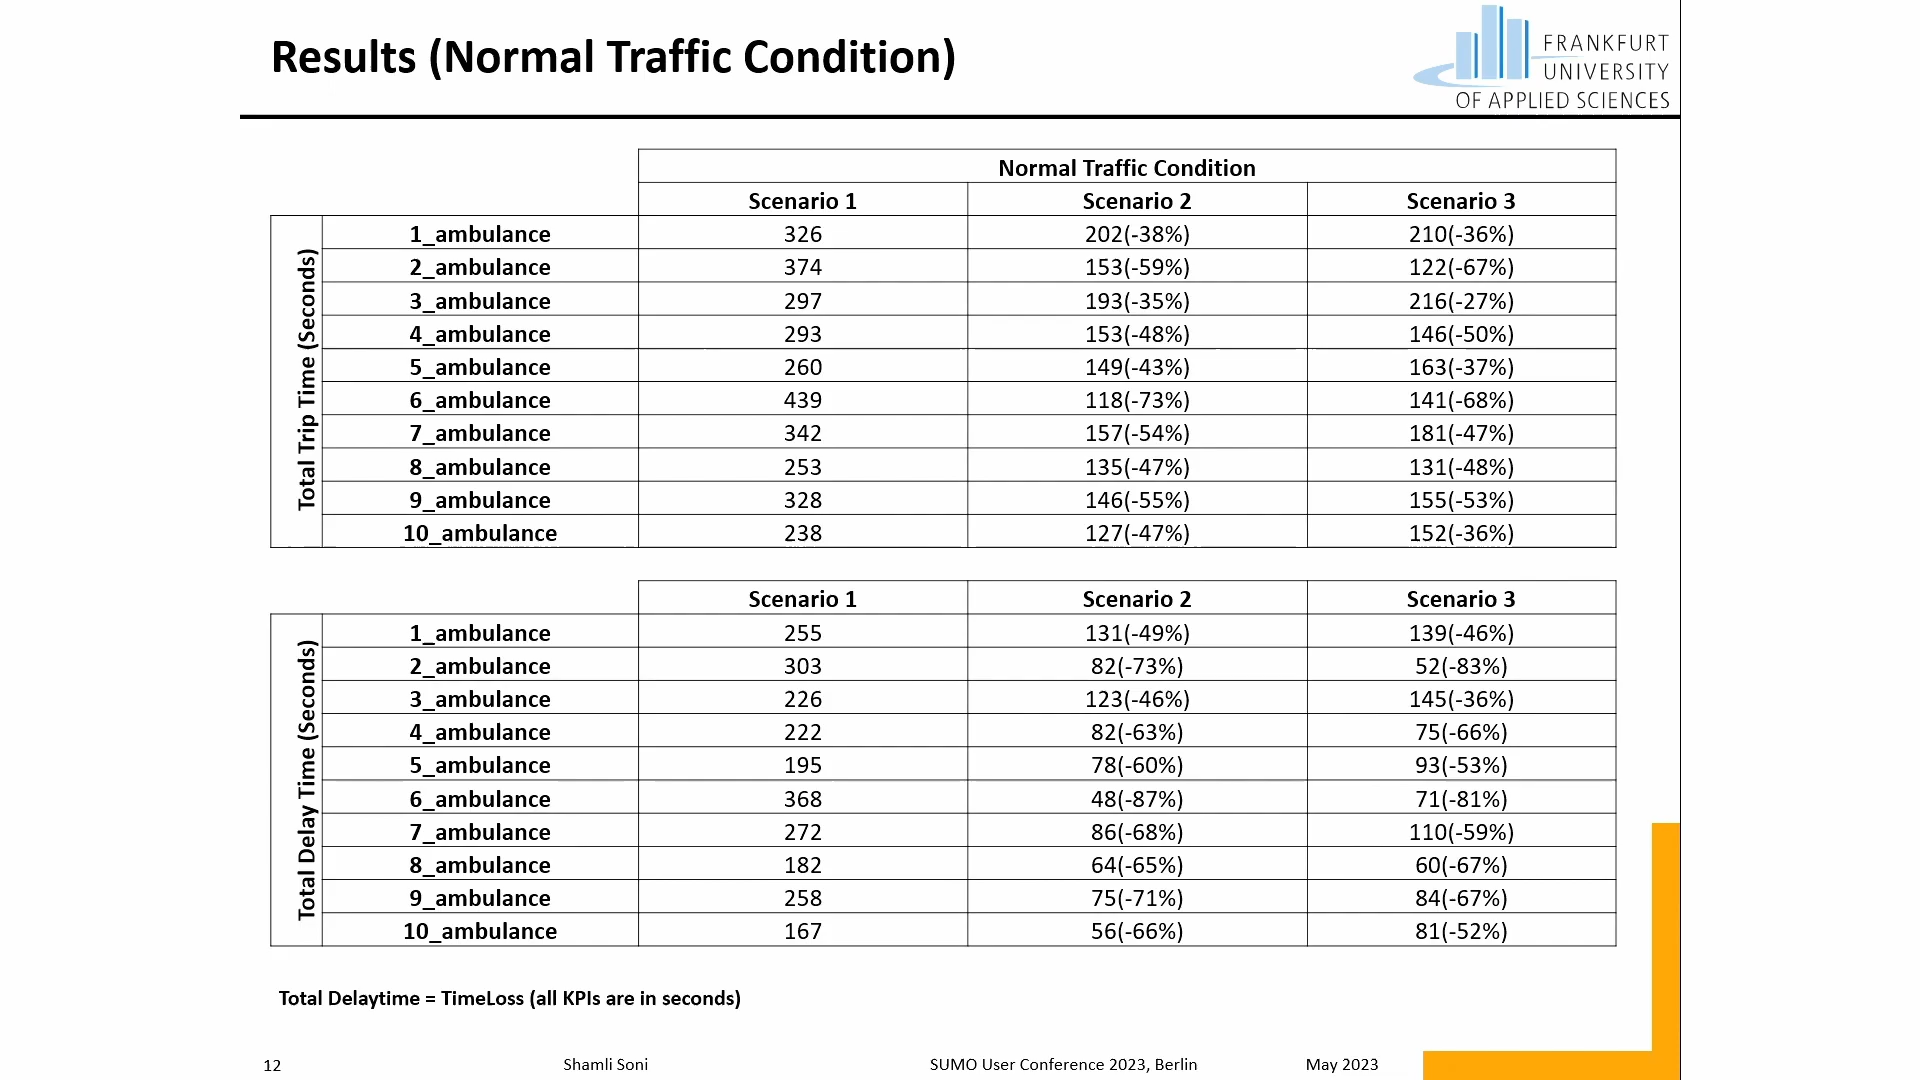 Results (Normal Traffic Condition)
FRANKFURT
UNIVERSITY
OF APPLIED SCIENCES
Normal Traffic Condition
Scenario 1 Scenario 2 Scenario 3
Total Trip Time (Seconds)
1_ambulance 326 202(-38%) 210(-36%)
2_ambulance 374 153(-59%) 122(-67%)
3_ambulance 297 193(-35%) 216(-27%)
4_ambulance 293 153(-48%) 146(-50%)
5_ambulance 260 149(-43%) 163(-37%)
6_ambulance 439 118(-73%) 141(-68%)
7_ambulance 342 157(-54%) 181(-47%)
8_ambulance 253 135(-47%) 131(-48%)
9_ambulance 328 146(-55%) 155(-53%)
10_ambulance 238 127(-47%) 152(-36%)
Scenario 1 Scenario 2 Scenario 3
Total Delay Time (Seconds)
1_ambulance 255 131(-49%) 139(-46%)
2_ambulance 303 82(-73%) 52(-83%)
3_ambulance 226 123(-46%) 145(-36%)
4_ambulance 222 82(-63%) 75(-66%)
5_ambulance 195 78(-60%) 93(-53%)
6_ambulance 368 48(-87%) 71(-81%)
7_ambulance 272 86(-68%) 110(-59%)
8_ambulance 182 64(-65%) 60(-67%)
9_ambulance 258 75(-71%) 84(-67%)
10_ambulance 167 56(-66%) 81(-52%)
Total Delaytime = TimeLoss (all KPIs are in seconds)
12 Shamli Soni SUMO User Conference 2023, Berlin May 2023